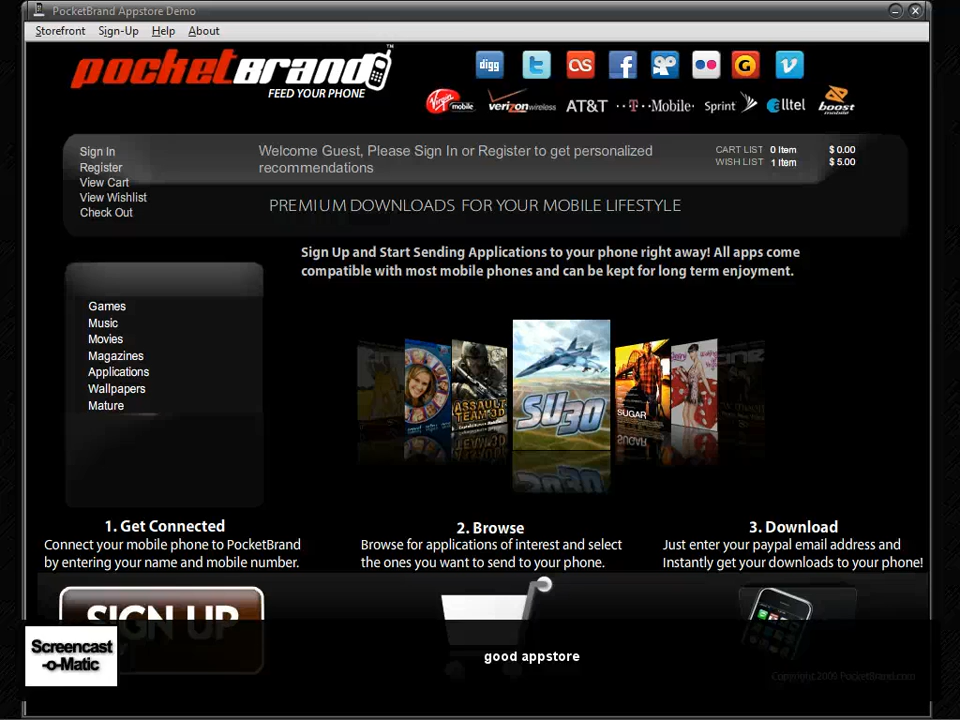 PocketBrand Appstore Demo
Storefront Sign-Up Help About
pocketBrand™
FEED YOUR PHONE
digg
Virgin mobile verizonwireless AT&T T-Mobile Sprint alltel boost mobile
Sign In
Register
View Cart
View Wishlist
Check Out
Welcome Guest, Please Sign In or Register to get personalized
recommendations
CART LIST 0 Item $ 0.00
WISH LIST 1 Item $ 5.00
PREMIUM DOWNLOADS FOR YOUR MOBILE LIFESTYLE
Sign Up and Start Sending Applications to your phone right away! All apps come
compatible with most mobile phones and can be kept for long term enjoyment.
Games
Music
Movies
Magazines
Applications
Wallpapers
Mature
ASSAULT
TEAM 3D
SU30
SUGAR
1. Get Connected
Connect your mobile phone to PocketBrand
by entering your name and mobile number.
2. Browse
Browse for applications of interest and select
the ones you want to send to your phone.
3. Download
Just enter your paypal email address and
Instantly get your downloads to your phone!
SIGN UP
Screencast
-o-Matic
good appstore
Copyright 2009 PocketBrand.com